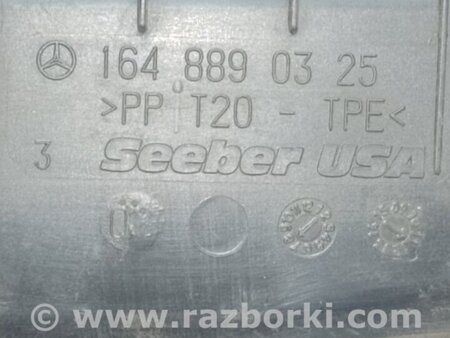 164 889 03 25
>PP T20 - TPE<
3 Seeber USA
© www.razborki.com